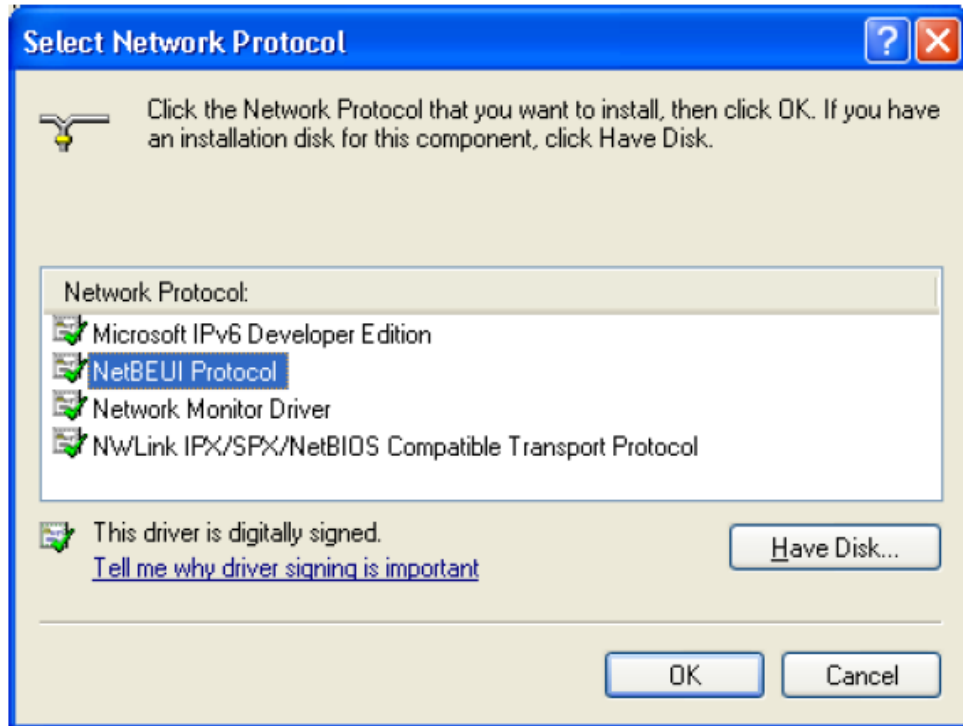 Select Network Protocol
?
Click the Network Protocol that you want to install, then click OK. If you have
an installation disk for this component, click Have Disk.
Network Protocol:
Microsoft IPv6 Developer Edition
NetBEUI Protocol
Network Monitor Driver
NWLink IPX/SPX/NetBIOS Compatible Transport Protocol
This driver is digitally signed.
Tell me why driver signing is important
Have Disk...
OK
Cancel